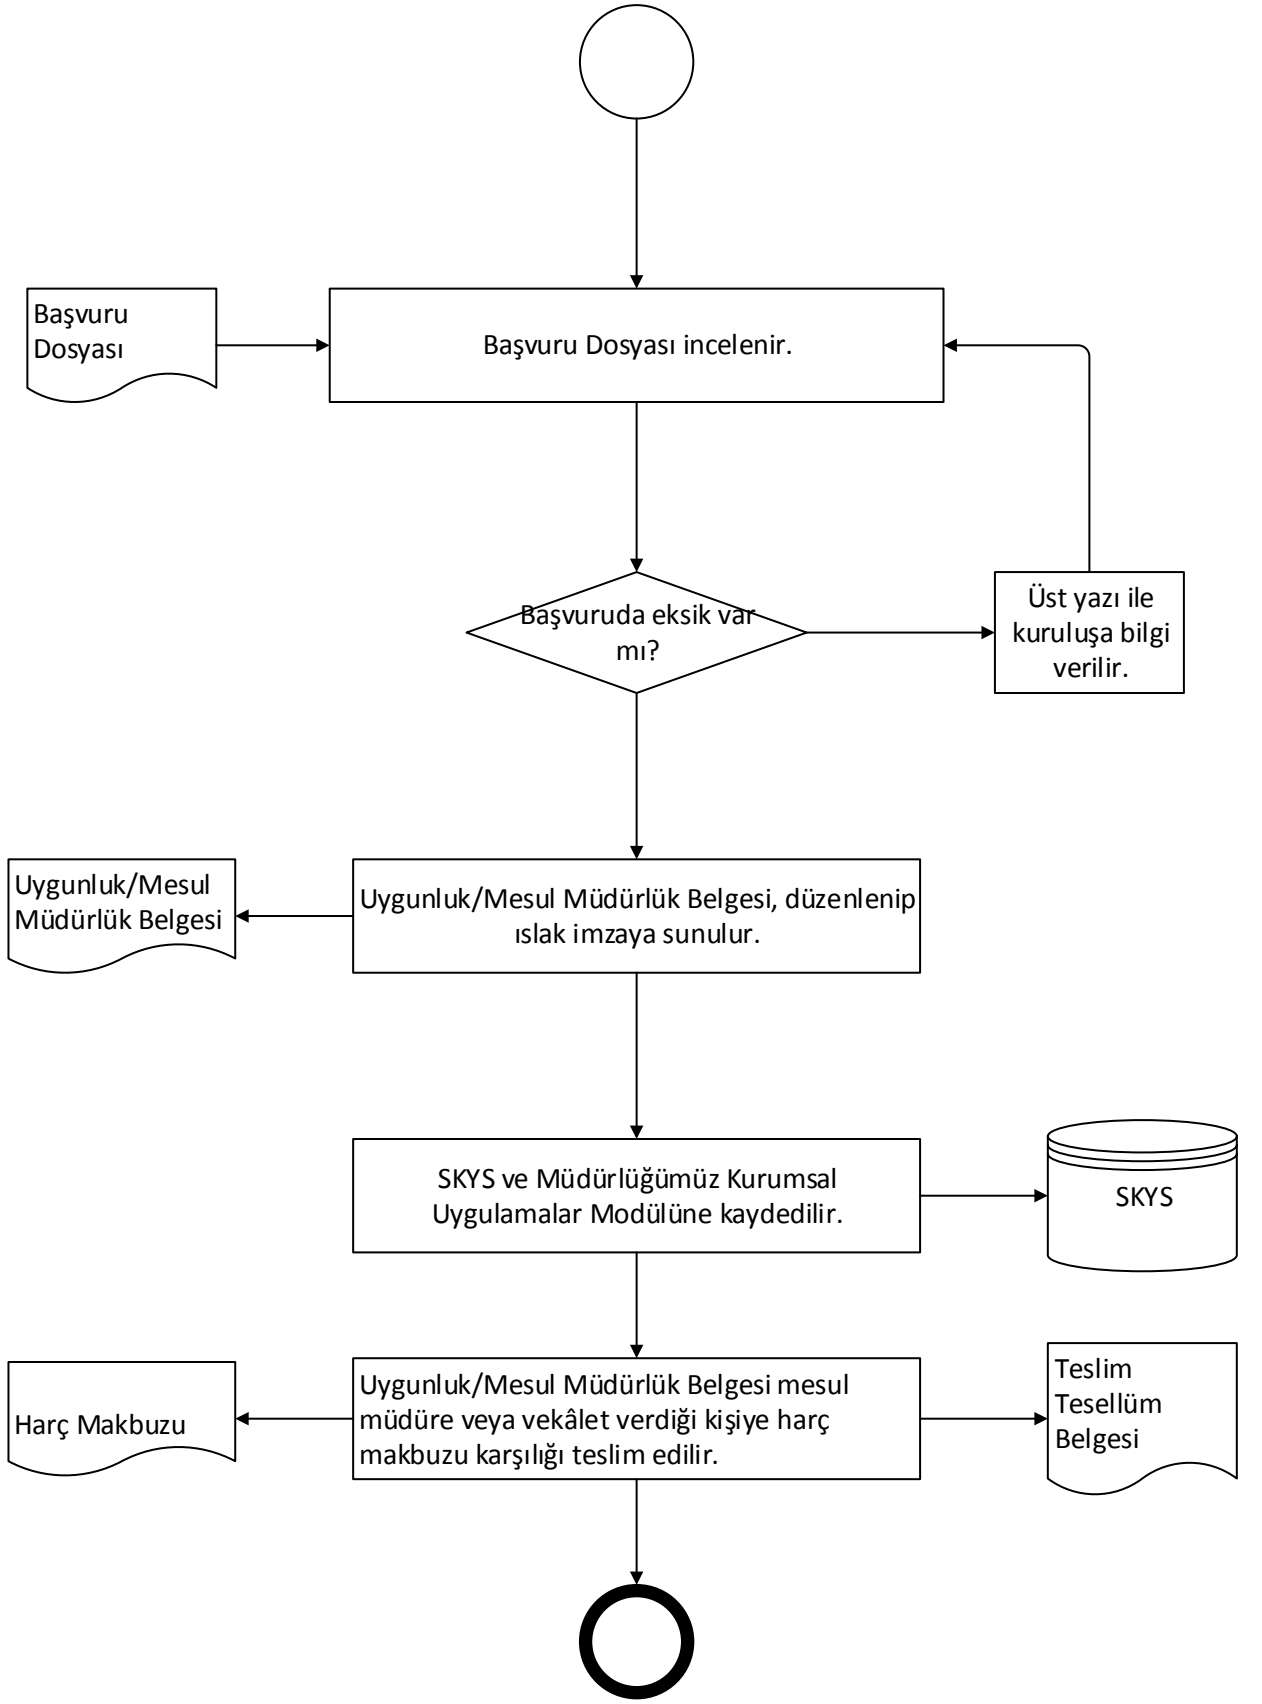 Başvuru
Dosyası
Başvuru Dosyası incelenir.
Başvuruda eksik var
mı?
Üst yazı ile
kuruluşa bilgi
verilir.
Uygunluk/Mesul
Müdürlük Belgesi
Uygunluk/Mesul Müdürlük Belgesi, düzenlenip
ıslak imzaya sunulur.
SKYS ve Müdürlüğümüz Kurumsal
Uygulamalar Modülüne kaydedilir.
SKYS
Harç Makbuzu
Uygunluk/Mesul Müdürlük Belgesi mesul
müdüre veya vekâlet verdiği kişiye harç
makbuzu karşılığı teslim edilir.
Teslim
Tesellüm
Belgesi